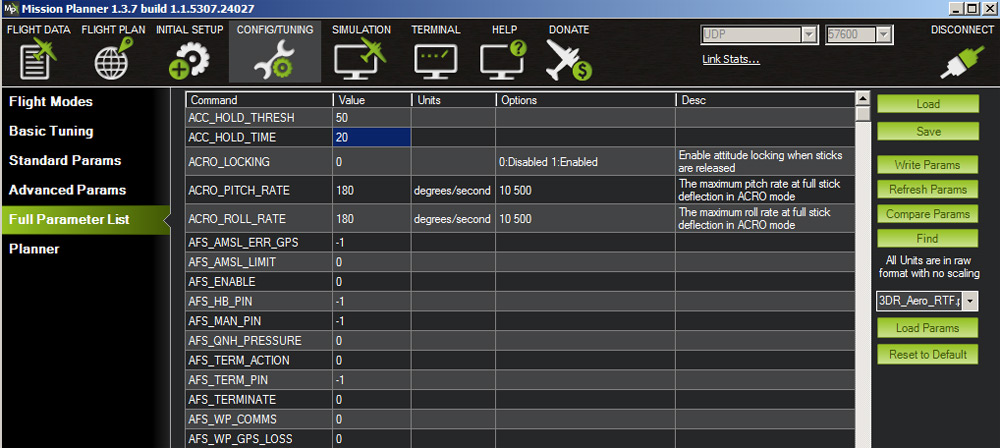 Mission Planner 1.3.7 build 1.1.5307.24027
FLIGHT DATA FLIGHT PLAN INITIAL SETUP CONFIG/TUNING SIMULATION TERMINAL HELP DONATE
UDP 57600 DISCONNECT
Link Stats...
Flight Modes
Basic Tuning
Standard Params
Advanced Params
Full Parameter List
Planner
Command Value Units Options Desc
ACC_HOLD_THRESH 50
ACC_HOLD_TIME 20
ACRO_LOCKING 0 0:Disabled 1:Enabled Enable attitude locking when sticks
are released
ACRO_PITCH_RATE 180 degrees/second 10 500 The maximum pitch rate at full stick
deflection in ACRO mode
ACRO_ROLL_RATE 180 degrees/second 10 500 The maximum roll rate at full stick
deflection in ACRO mode
AFS_AMSL_ERR_GPS -1
AFS_AMSL_LIMIT 0
AFS_ENABLE 0
AFS_HB_PIN -1
AFS_MAN_PIN -1
AFS_QNH_PRESSURE 0
AFS_TERM_ACTION 0
AFS_TERM_PIN -1
AFS_TERMINATE 0
AFS_WP_COMMS 0
AFS_WP_GPS_LOSS 0
Load
Save
Write Params
Refresh Params
Compare Params
Find
All Units are in raw
format with no scaling
3DR_Aero_RTF.p
Load Params
Reset to Default